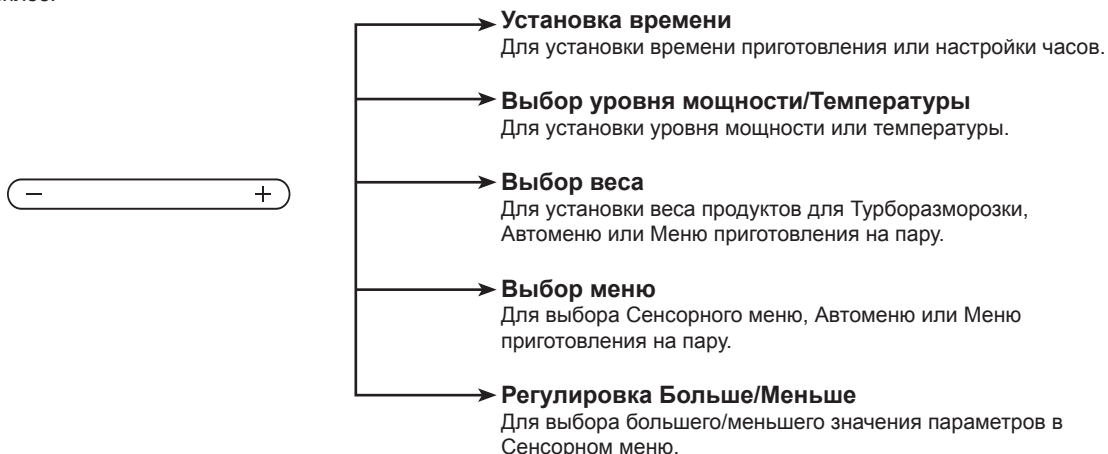 Установка времени
Для установки времени приготовления или настройки часов.
Выбор уровня мощности/Температуры
Для установки уровня мощности или температуры.
− +
Выбор веса
Для установки веса продуктов для Турборазморозки,
Автоменю или Меню приготовления на пару.
Выбор меню
Для выбора Сенсорного меню, Автоменю или Меню
приготовления на пару.
Регулировка Больше/Меньше
Для выбора большего/меньшего значения параметров в
Сенсорном меню.